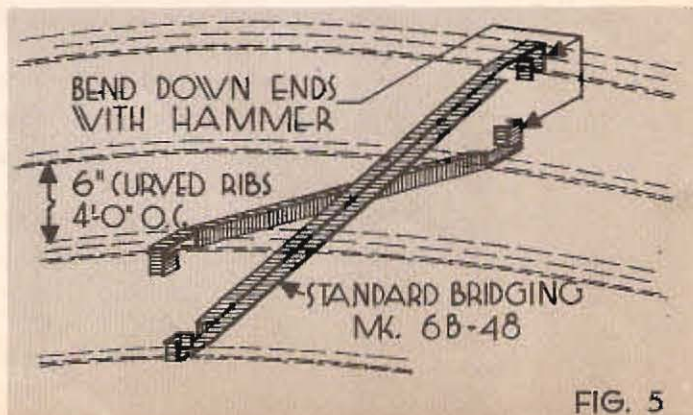 BEND DOWN ENDS
WITH HAMMER
6" CURVED RIBS
4'-0" O.C.
STANDARD BRIDGING
MK. 6B-48
FIG. 5